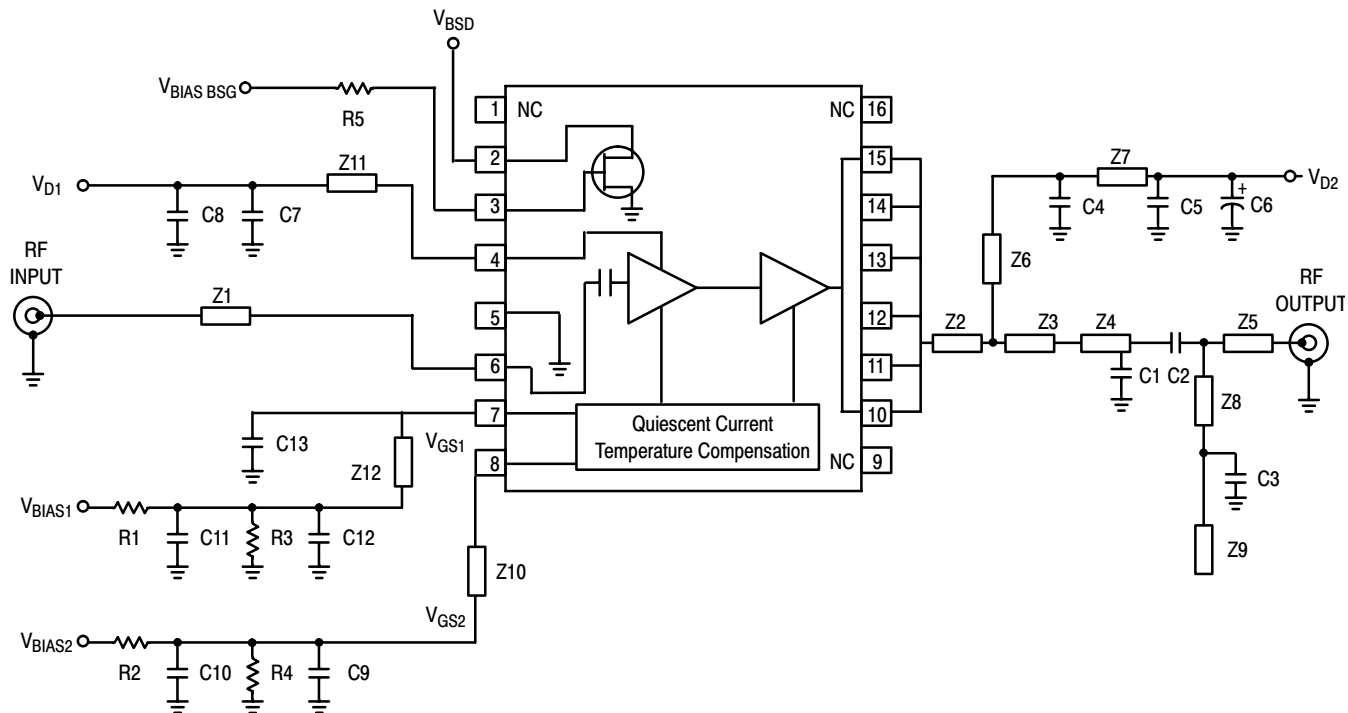 VBSD
VBIAS BSG
R5
1
NC
NC
16
2
15
Z11
Z7
VD1
VD2
3
14
C8
C7
C4
C5
+
C6
RF
INPUT
4
13
Z6
RF
OUTPUT
Z1
5
12
Z2
Z3
Z4
Z5
6
11
C1
C2
7
10
Z8
Quiescent Current
Temperature Compensation
C13
VGS1
Z12
8
NC
9
C3
VBIAS1
R1
C11
R3
C12
Z10
Z9
VGS2
VBIAS2
R2
C10
R4
C9